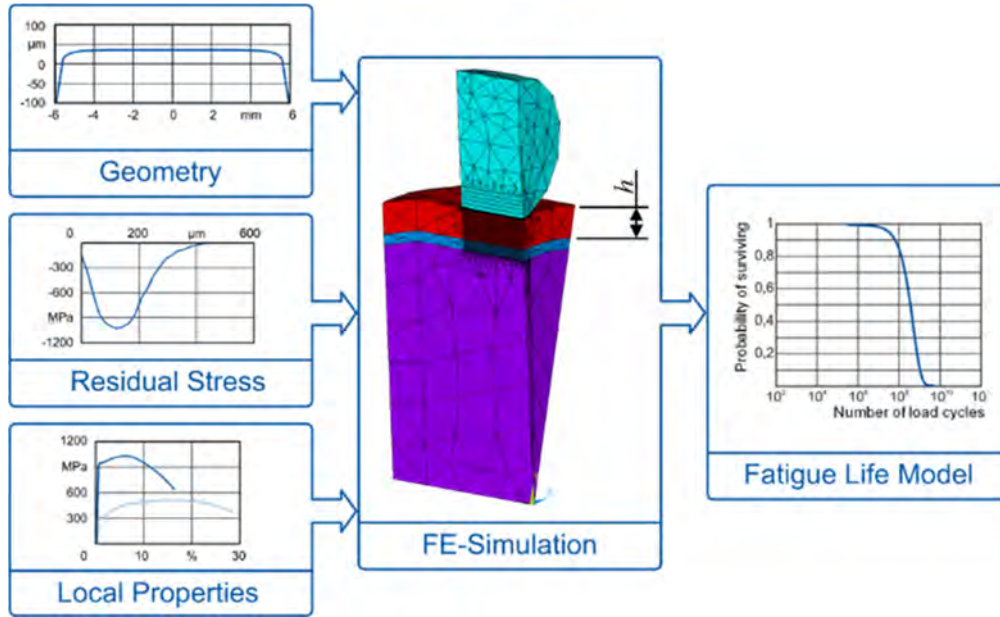 100
µm
0
-50
-100
-6 -4 -2 0 2 mm 6
Geometry
0 200 µm 600
-300
-600
MPa
-1200
Residual Stress
1200
MPa
600
300
0 10 % 30
Local Properties
h
FE-Simulation
Probability of surviving
1
0,8
0,6
0,4
0,2
Number of load cycles
Fatigue Life Model